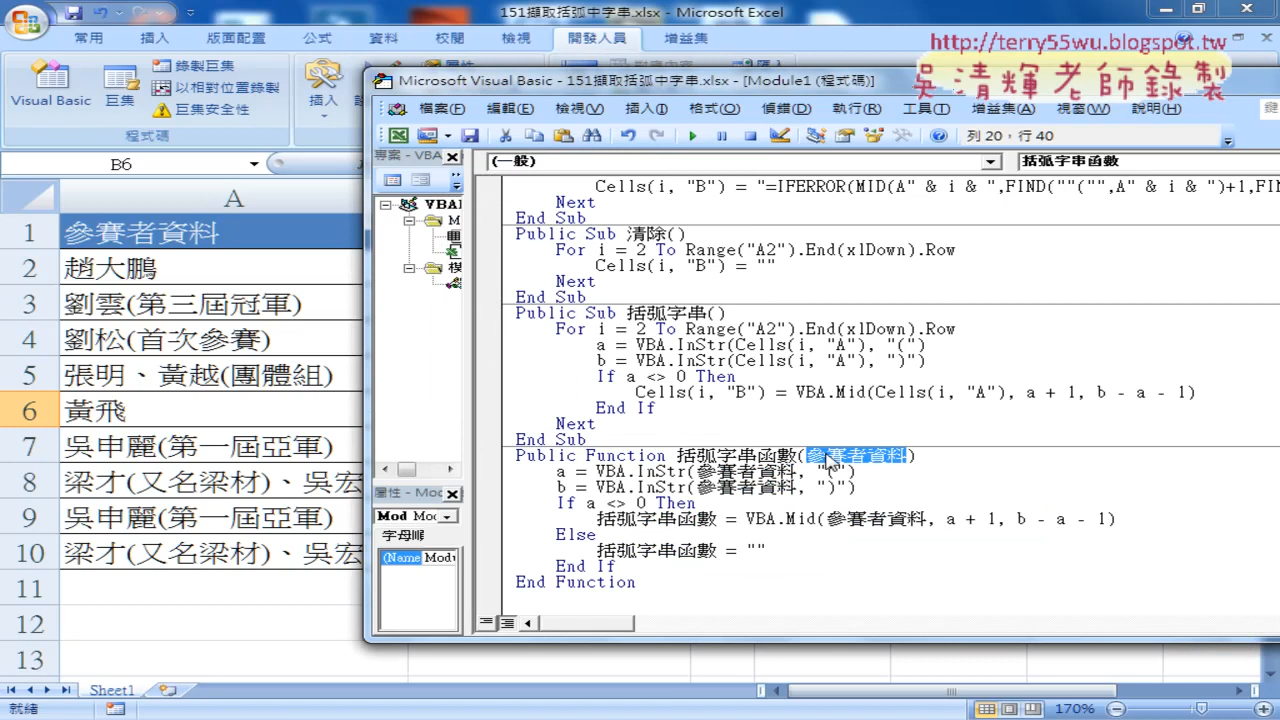 151擷取括弧中字串.xlsx - Microsoft Excel
常用 插入 版面配置 公式 資料 校閱 檢視 開發人員 增益集
http://terry55wu.blogspot.tw
吳清輝老師錄製
Visual Basic 巨集 錄製巨集 以相對位置錄製 巨集安全性 插入
程式碼
Microsoft Visual Basic - 151擷取括弧中字串.xlsx - [Module1 (程式碼)]
檔案(F) 編輯(E) 檢視(V) 插入(I) 格式(O) 偵錯(D) 執行(R) 工具(T) 增益集(A) 視窗(W) 說明(H)
列 20，行 40
B6
專案 - VBA
(一般) 括弧字串函數
A
1 參賽者資料
2 趙大鵬
3 劉雲(第三屆冠軍)
4 劉松(首次參賽)
5 張明、黃越(團體組)
6 黃飛
7 吳申麗(第一屆亞軍)
8 梁才(又名梁材)、吳宏
9 吳申麗(第一屆亞軍)
10 梁才(又名梁材)、吳宏
11
12
13
VBA
屬性 - Mod
Mod Mod
字母順
(Name Modu
Cells(i, "B") = "=IFERROR(MID(A" & i & ",FIND(""("",A" & i & ")+1,FI
Next
End Sub
Public Sub 清除()
For i = 2 To Range("A2").End(xlDown).Row
Cells(i, "B") = ""
Next
End Sub
Public Sub 括弧字串()
For i = 2 To Range("A2").End(xlDown).Row
a = VBA.InStr(Cells(i, "A"), "(")
b = VBA.InStr(Cells(i, "A"), ")")
If a <> 0 Then
Cells(i, "B") = VBA.Mid(Cells(i, "A"), a + 1, b - a - 1)
End If
Next
End Sub
Public Function 括弧字串函數(參賽者資料)
a = VBA.InStr(參賽者資料, "(")
b = VBA.InStr(參賽者資料, ")")
If a <> 0 Then
括弧字串函數 = VBA.Mid(參賽者資料, a + 1, b - a - 1)
Else
括弧字串函數 = ""
End If
End Function
Sheet1
就緒 170%